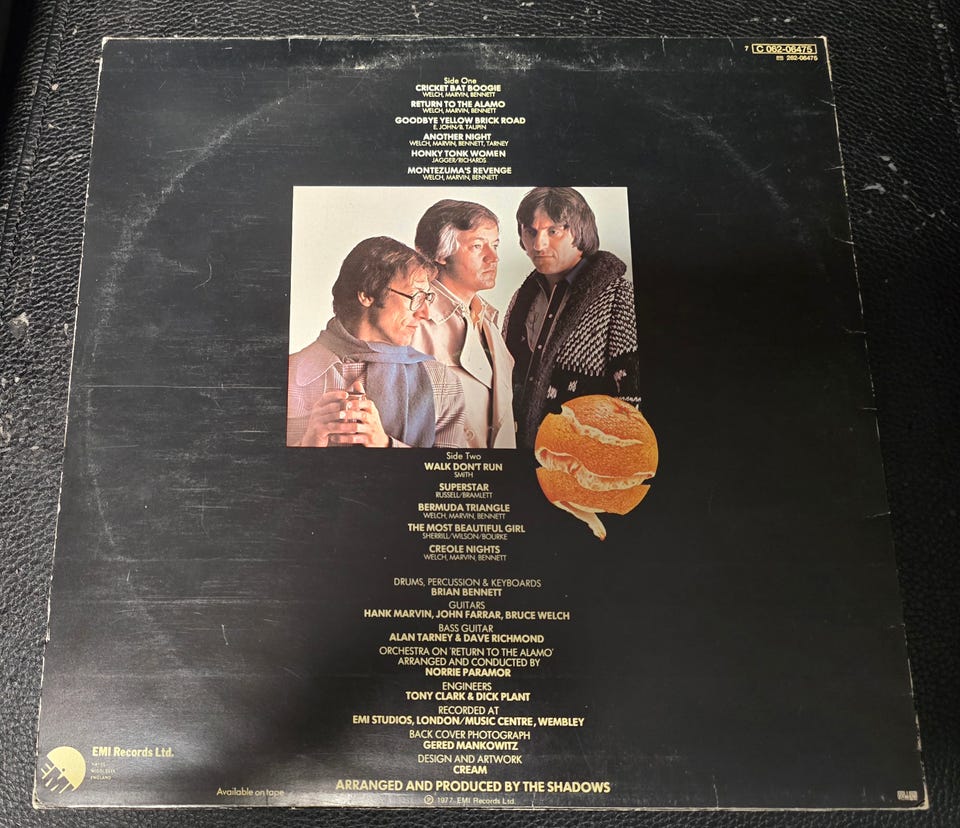 7 C 062-06475
262-06475
Side One
CRICKET BAT BOOGIE
WELCH, MARVIN, BENNETT
RETURN TO THE ALAMO
WELCH, MARVIN, BENNETT
GOODBYE YELLOW BRICK ROAD
E. JOHN/B. TAUPIN
ANOTHER NIGHT
WELCH, MARVIN, BENNETT, TARNEY
HONKY TONK WOMEN
JAGGER/RICHARDS
MONTEZUMA'S REVENGE
WELCH, MARVIN, BENNETT
Side Two
WALK DON'T RUN
SMITH
SUPERSTAR
RUSSELL/BRAMLETT
BERMUDA TRIANGLE
WELCH, MARVIN, BENNETT
THE MOST BEAUTIFUL GIRL
SHERRILL/WILSON/BOURKE
CREOLE NIGHTS
WELCH, MARVIN, BENNETT
DRUMS, PERCUSSION & KEYBOARDS
BRIAN BENNETT
GUITARS
HANK MARVIN, JOHN FARRAR, BRUCE WELCH
BASS GUITAR
ALAN TARNEY & DAVE RICHMOND
ORCHESTRA ON 'RETURN TO THE ALAMO'
ARRANGED AND CONDUCTED BY
NORRIE PARAMOR
ENGINEERS
TONY CLARK & DICK PLANT
RECORDED AT
EMI STUDIOS, LONDON/MUSIC CENTRE, WEMBLEY
BACK COVER PHOTOGRAPH
GERED MANKOWITZ
DESIGN AND ARTWORK
CREAM
ARRANGED AND PRODUCED BY THE SHADOWS
℗ 1977 EMI Records Ltd.
Available on tape
EMI
EMI Records Ltd.
HAYES
MIDDLESEX
ENGLAND